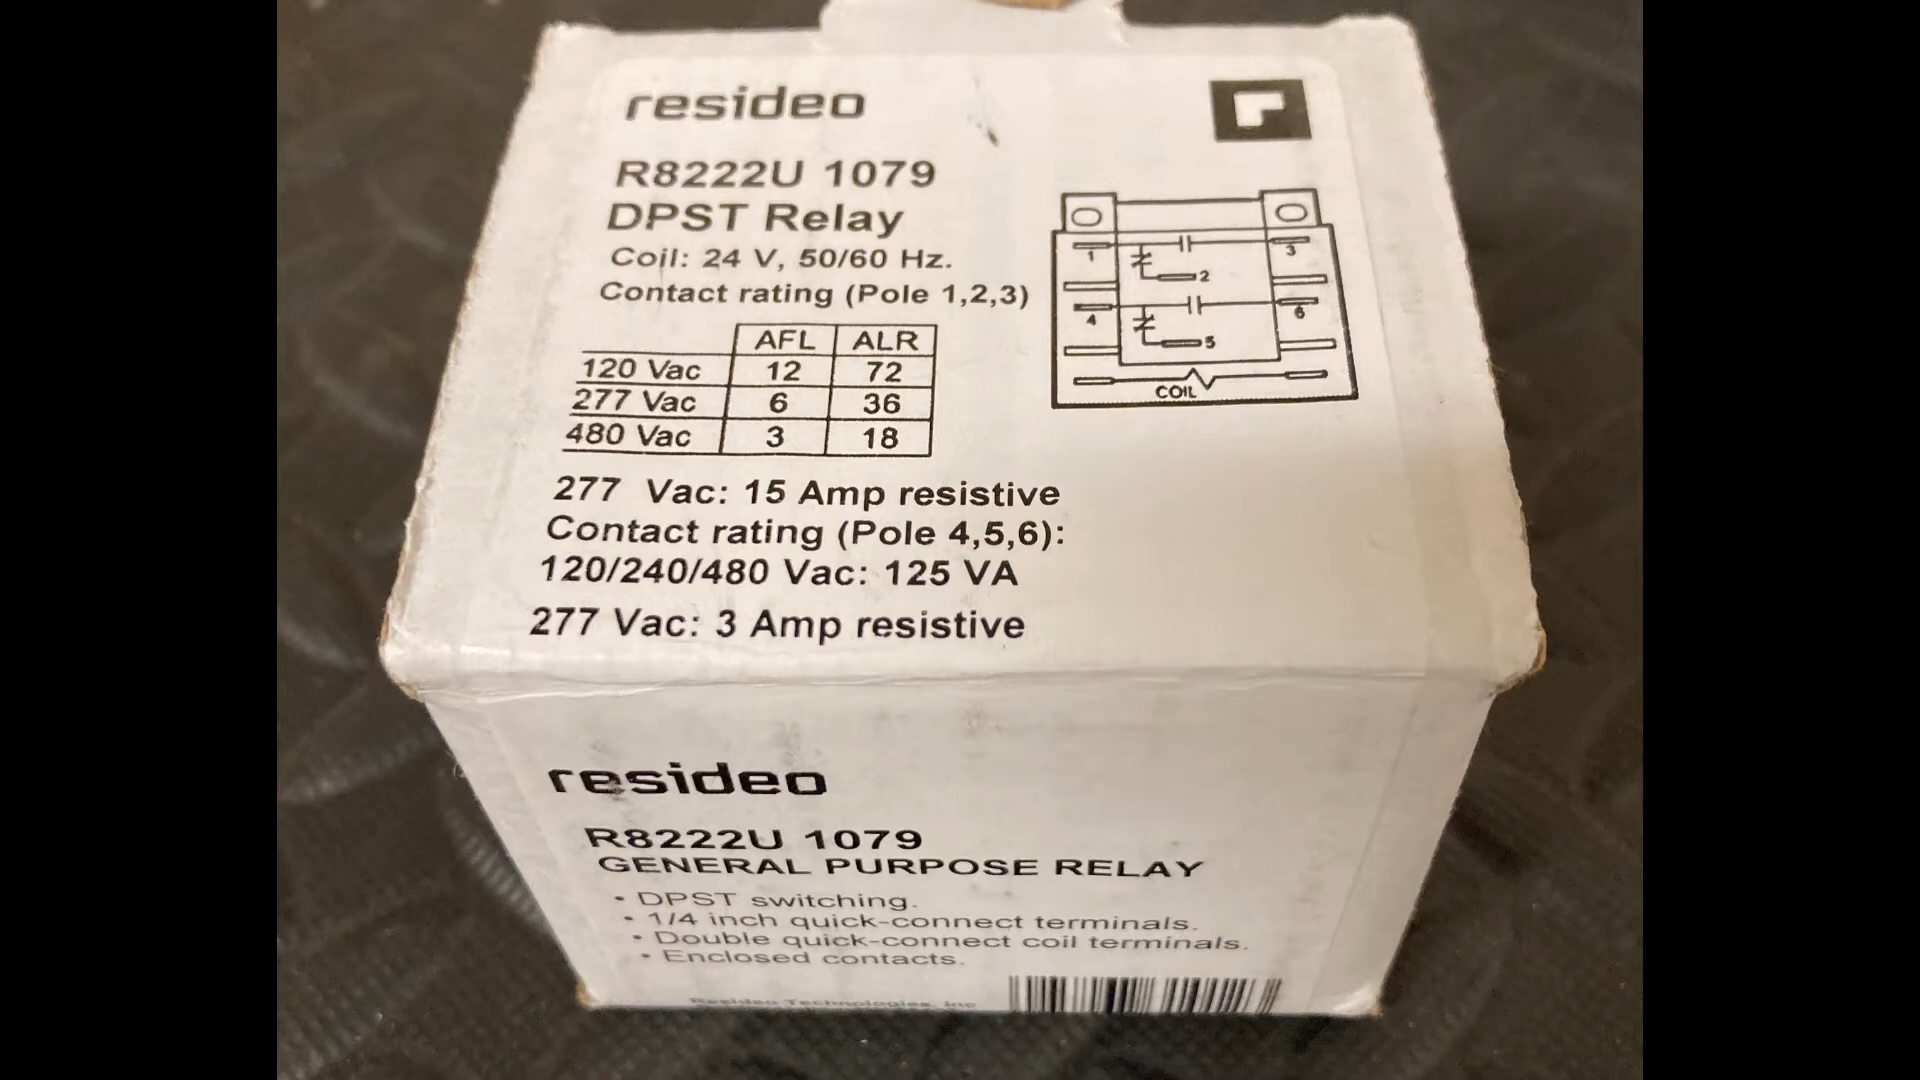 resideo
R8222U 1079
DPST Relay
Coil: 24 V, 50/60 Hz.
Contact rating (Pole 1,2,3)
AFL ALR
120 Vac 12 72
277 Vac 6 36
480 Vac 3 18
277 Vac: 15 Amp resistive
Contact rating (Pole 4,5,6):
120/240/480 Vac: 125 VA
277 Vac: 3 Amp resistive
1 3
2
4 6
5
COIL
resideo
R8222U 1079
GENERAL PURPOSE RELAY
• DPST switching.
• 1/4 inch quick-connect terminals.
• Double quick-connect coil terminals.
• Enclosed contacts.
Resideo Technologies, Inc